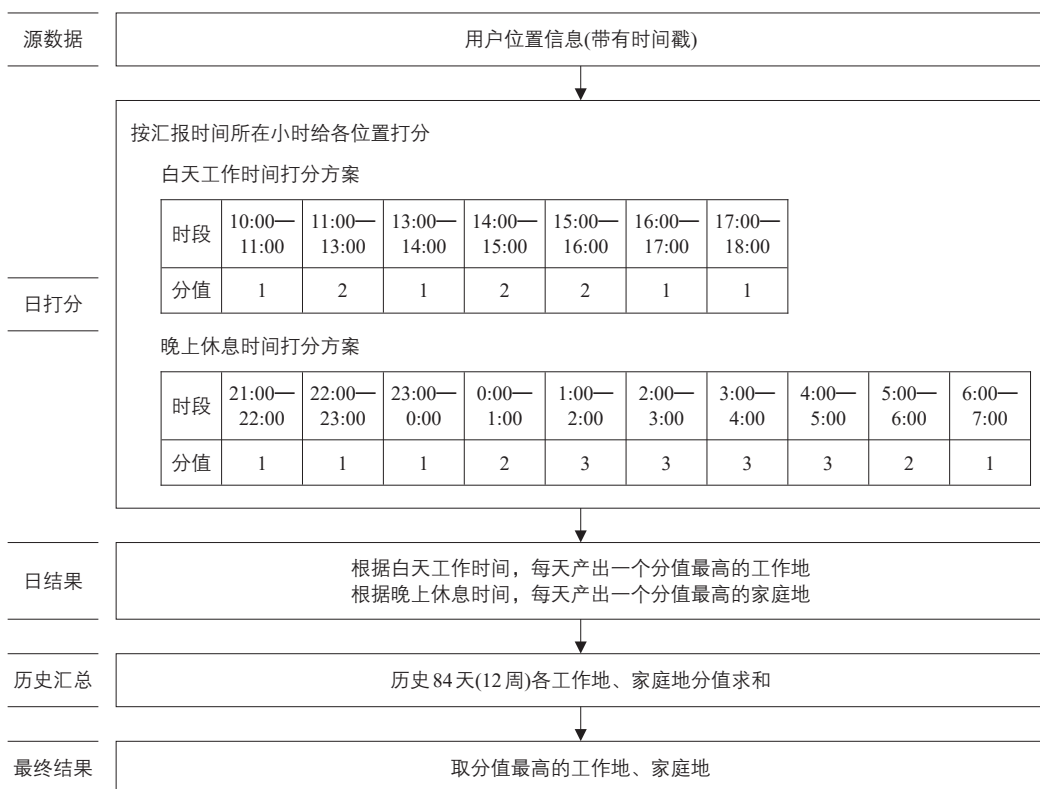 源数据
用户位置信息(带有时间戳)
按汇报时间所在小时给各位置打分
白天工作时间打分方案
时段 10:00— 11:00— 13:00— 14:00— 15:00— 16:00— 17:00—
11:00 13:00 14:00 15:00 16:00 17:00 18:00
分值 1 2 1 2 2 1 1
日打分
晚上休息时间打分方案
时段 21:00— 22:00— 23:00— 0:00— 1:00— 2:00— 3:00— 4:00— 5:00— 6:00—
22:00 23:00 0:00 1:00 2:00 3:00 4:00 5:00 6:00 7:00
分值 1 1 1 2 3 3 3 3 2 1
日结果
根据白天工作时间，每天产出一个分值最高的工作地
根据晚上休息时间，每天产出一个分值最高的家庭地
历史汇总
历史84天(12周)各工作地、家庭地分值求和
最终结果
取分值最高的工作地、家庭地